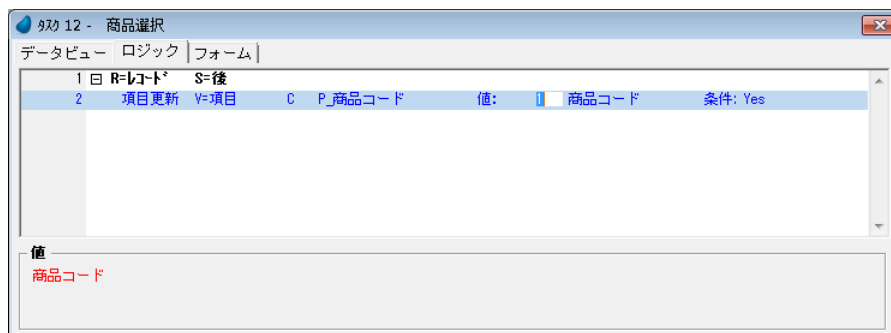 ﾀｽｸ 12 - 商品選択
データビュー ロジック フォーム
1 R=ﾚｺｰﾄﾞ S=後
2 項目更新 V=項目 C P_商品コード 値: 1 商品コード 条件: Yes
値
商品コード